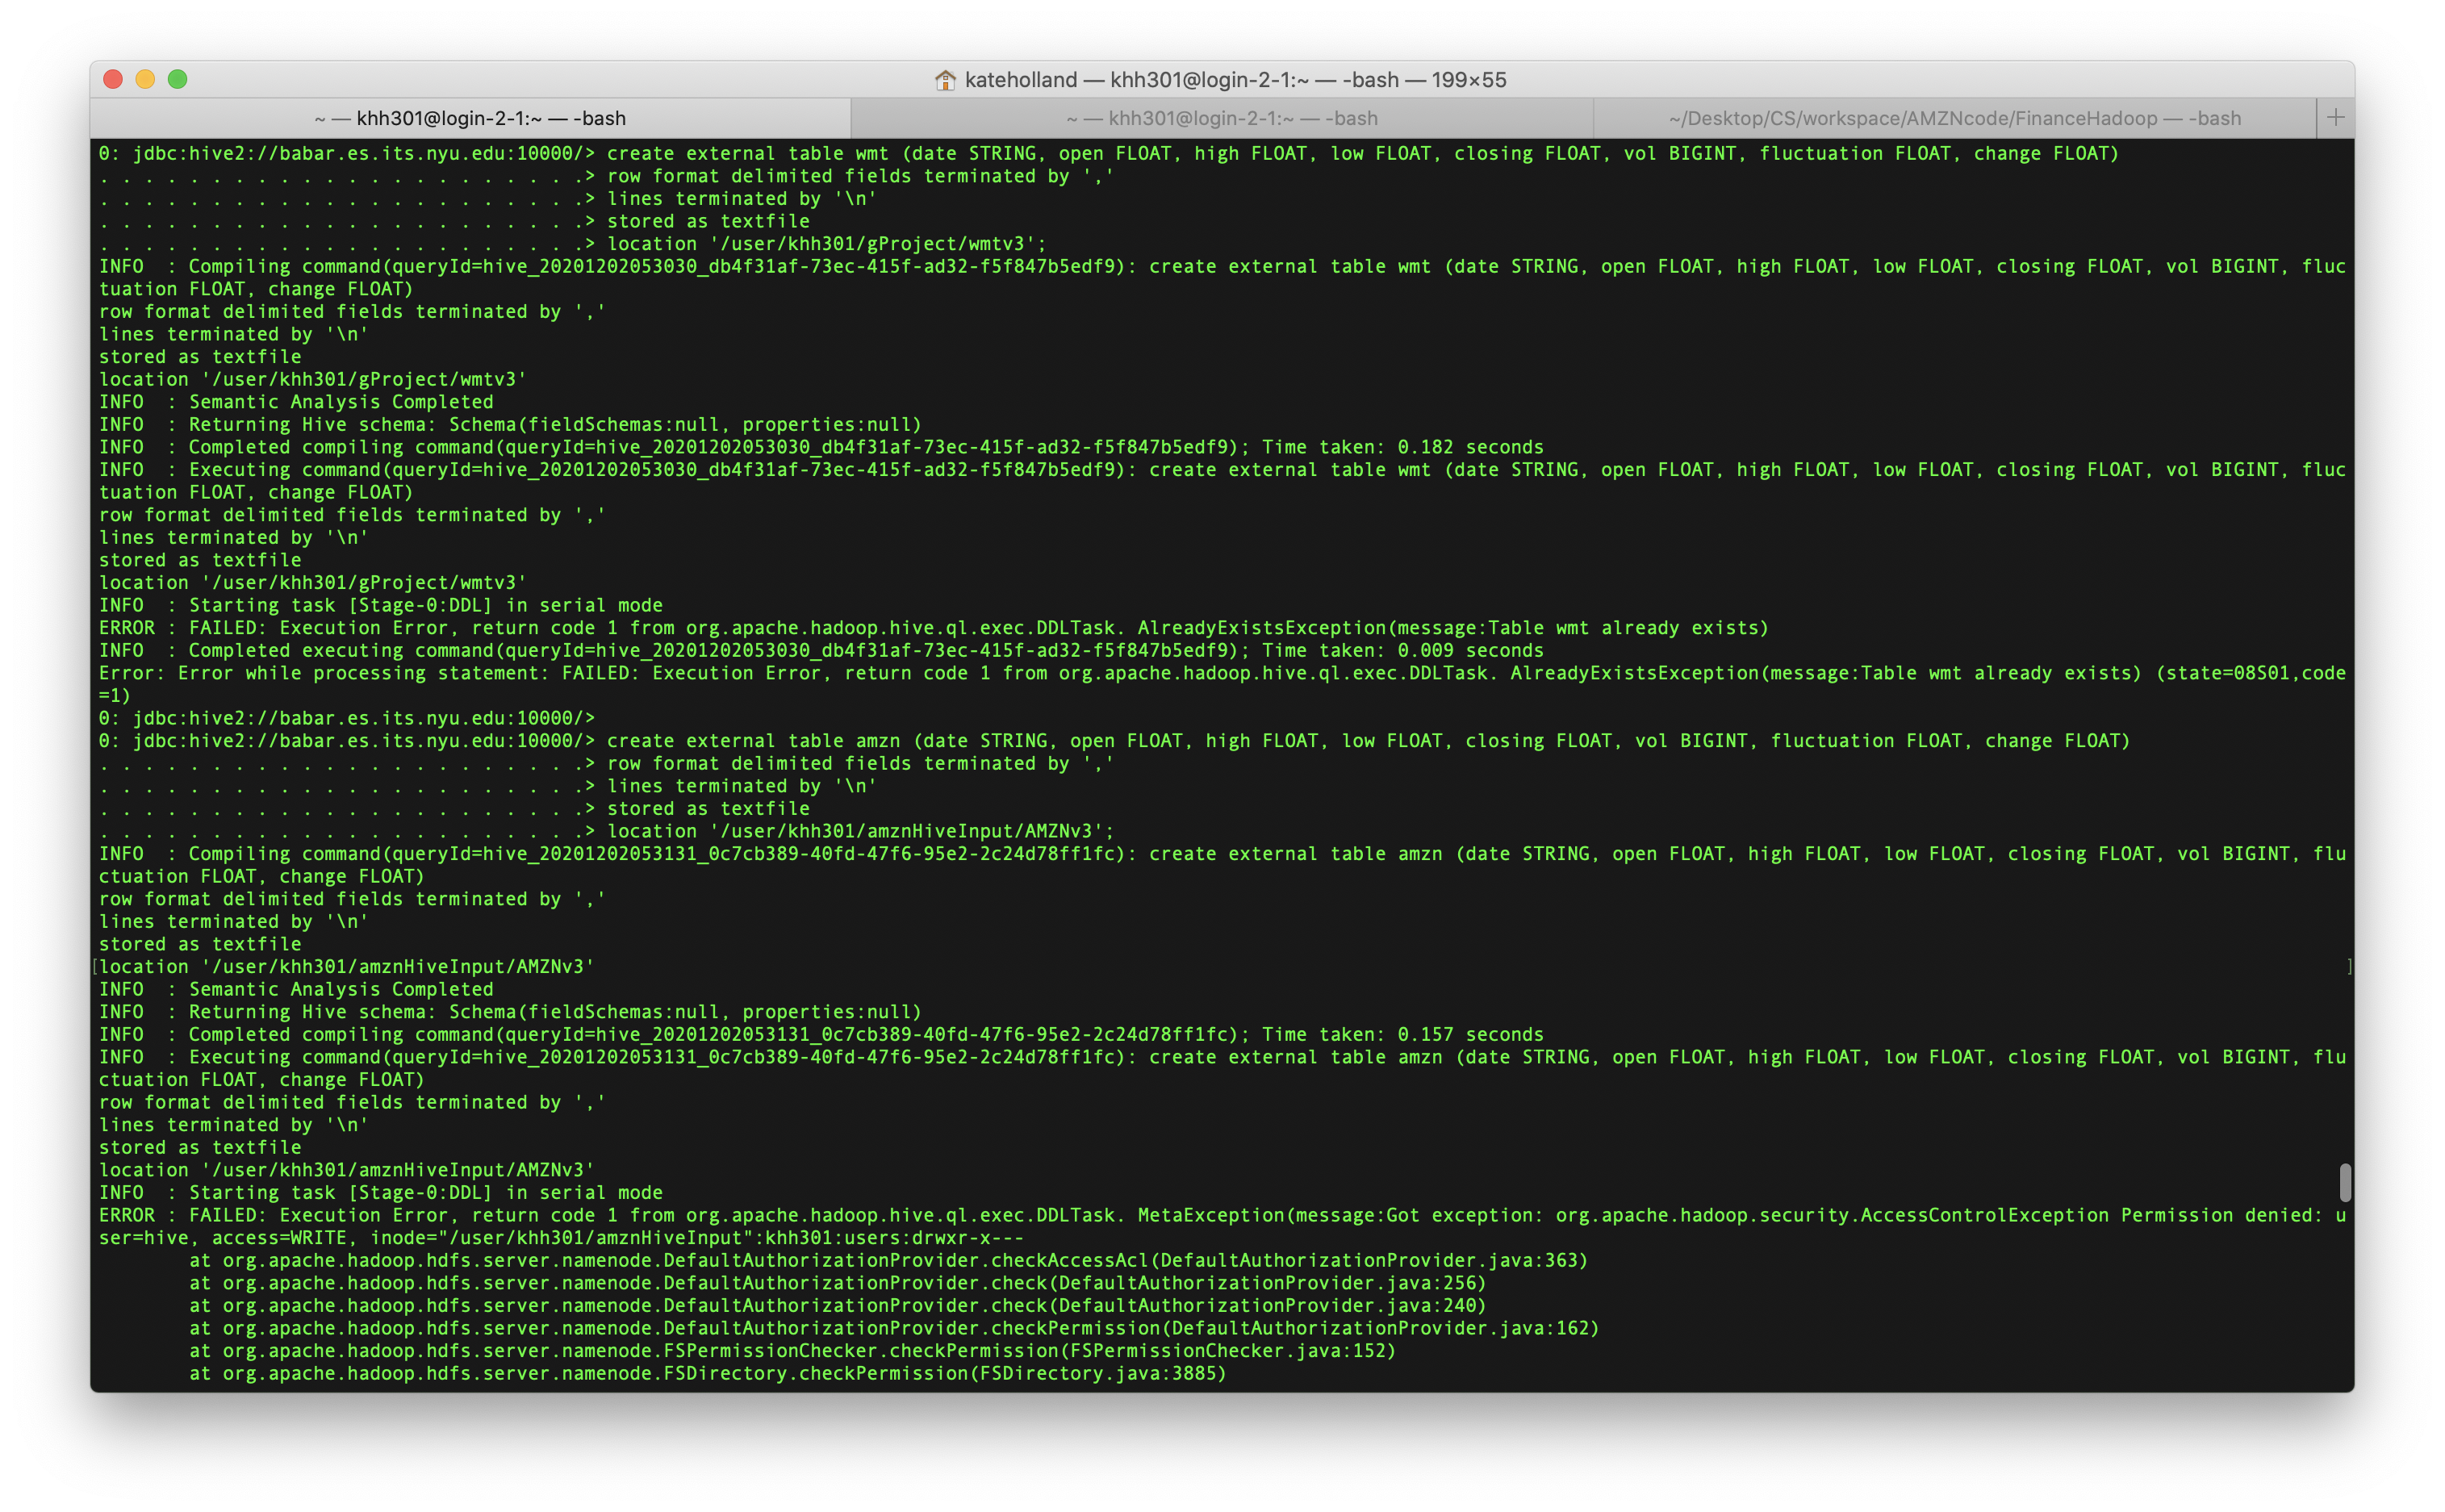 kateholland — khh301@login-2-1:~ — -bash — 199×55
~ — khh301@login-2-1:~ — -bash
~ — khh301@login-2-1:~ — -bash
~/Desktop/CS/workspace/AMZNcode/FinanceHadoop — -bash
+
0: jdbc:hive2://babar.es.its.nyu.edu:10000/> create external table wmt (date STRING, open FLOAT, high FLOAT, low FLOAT, closing FLOAT, vol BIGINT, fluctuation FLOAT, change FLOAT)
. . . . . . . . . . . . . . . . . . . . . .> row format delimited fields terminated by ','
. . . . . . . . . . . . . . . . . . . . . .> lines terminated by '\n'
. . . . . . . . . . . . . . . . . . . . . .> stored as textfile
. . . . . . . . . . . . . . . . . . . . . .> location '/user/khh301/gProject/wmtv3';
INFO  : Compiling command(queryId=hive_20201202053030_db4f31af-73ec-415f-ad32-f5f847b5edf9): create external table wmt (date STRING, open FLOAT, high FLOAT, low FLOAT, closing FLOAT, vol BIGINT, fluc
tuation FLOAT, change FLOAT)
row format delimited fields terminated by ','
lines terminated by '\n'
stored as textfile
location '/user/khh301/gProject/wmtv3'
INFO  : Semantic Analysis Completed
INFO  : Returning Hive schema: Schema(fieldSchemas:null, properties:null)
INFO  : Completed compiling command(queryId=hive_20201202053030_db4f31af-73ec-415f-ad32-f5f847b5edf9); Time taken: 0.182 seconds
INFO  : Executing command(queryId=hive_20201202053030_db4f31af-73ec-415f-ad32-f5f847b5edf9): create external table wmt (date STRING, open FLOAT, high FLOAT, low FLOAT, closing FLOAT, vol BIGINT, fluc
tuation FLOAT, change FLOAT)
row format delimited fields terminated by ','
lines terminated by '\n'
stored as textfile
location '/user/khh301/gProject/wmtv3'
INFO  : Starting task [Stage-0:DDL] in serial mode
ERROR : FAILED: Execution Error, return code 1 from org.apache.hadoop.hive.ql.exec.DDLTask. AlreadyExistsException(message:Table wmt already exists)
INFO  : Completed executing command(queryId=hive_20201202053030_db4f31af-73ec-415f-ad32-f5f847b5edf9); Time taken: 0.009 seconds
Error: Error while processing statement: FAILED: Execution Error, return code 1 from org.apache.hadoop.hive.ql.exec.DDLTask. AlreadyExistsException(message:Table wmt already exists) (state=08S01,code
=1)
0: jdbc:hive2://babar.es.its.nyu.edu:10000/>
0: jdbc:hive2://babar.es.its.nyu.edu:10000/> create external table amzn (date STRING, open FLOAT, high FLOAT, low FLOAT, closing FLOAT, vol BIGINT, fluctuation FLOAT, change FLOAT)
. . . . . . . . . . . . . . . . . . . . . .> row format delimited fields terminated by ','
. . . . . . . . . . . . . . . . . . . . . .> lines terminated by '\n'
. . . . . . . . . . . . . . . . . . . . . .> stored as textfile
. . . . . . . . . . . . . . . . . . . . . .> location '/user/khh301/amznHiveInput/AMZNv3';
INFO  : Compiling command(queryId=hive_20201202053131_0c7cb389-40fd-47f6-95e2-2c24d78ff1fc): create external table amzn (date STRING, open FLOAT, high FLOAT, low FLOAT, closing FLOAT, vol BIGINT, flu
ctuation FLOAT, change FLOAT)
row format delimited fields terminated by ','
lines terminated by '\n'
stored as textfile
[location '/user/khh301/amznHiveInput/AMZNv3' ]
INFO  : Semantic Analysis Completed
INFO  : Returning Hive schema: Schema(fieldSchemas:null, properties:null)
INFO  : Completed compiling command(queryId=hive_20201202053131_0c7cb389-40fd-47f6-95e2-2c24d78ff1fc); Time taken: 0.157 seconds
INFO  : Executing command(queryId=hive_20201202053131_0c7cb389-40fd-47f6-95e2-2c24d78ff1fc): create external table amzn (date STRING, open FLOAT, high FLOAT, low FLOAT, closing FLOAT, vol BIGINT, flu
ctuation FLOAT, change FLOAT)
row format delimited fields terminated by ','
lines terminated by '\n'
stored as textfile
location '/user/khh301/amznHiveInput/AMZNv3'
INFO  : Starting task [Stage-0:DDL] in serial mode
ERROR : FAILED: Execution Error, return code 1 from org.apache.hadoop.hive.ql.exec.DDLTask. MetaException(message:Got exception: org.apache.hadoop.security.AccessControlException Permission denied: u
ser=hive, access=WRITE, inode="/user/khh301/amznHiveInput":khh301:users:drwxr-x---
at org.apache.hadoop.hdfs.server.namenode.DefaultAuthorizationProvider.checkAccessAcl(DefaultAuthorizationProvider.java:363)
at org.apache.hadoop.hdfs.server.namenode.DefaultAuthorizationProvider.check(DefaultAuthorizationProvider.java:256)
at org.apache.hadoop.hdfs.server.namenode.DefaultAuthorizationProvider.check(DefaultAuthorizationProvider.java:240)
at org.apache.hadoop.hdfs.server.namenode.DefaultAuthorizationProvider.checkPermission(DefaultAuthorizationProvider.java:162)
at org.apache.hadoop.hdfs.server.namenode.FSPermissionChecker.checkPermission(FSPermissionChecker.java:152)
at org.apache.hadoop.hdfs.server.namenode.FSDirectory.checkPermission(FSDirectory.java:3885)